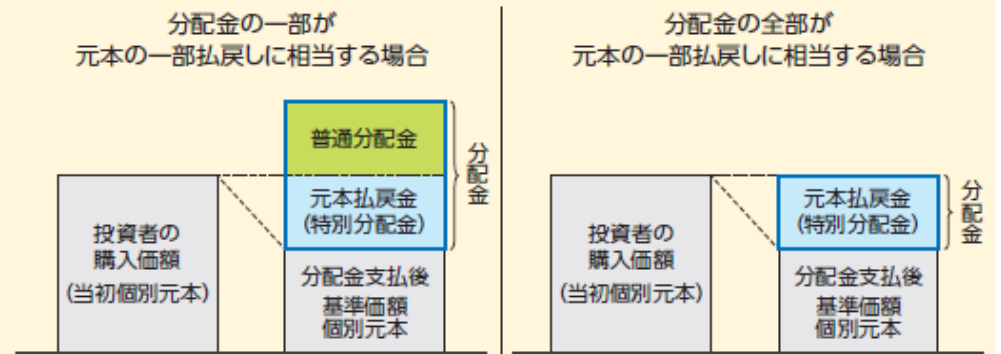 分配金の一部が
元本の一部払戻しに相当する場合
普通分配金
元本払戻金
(特別分配金)
分配金
投資者の
購入価額
(当初個別元本)
分配金支払後
基準価額
個別元本
分配金の全部が
元本の一部払戻しに相当する場合
元本払戻金
(特別分配金)
分配金
投資者の
購入価額
(当初個別元本)
分配金支払後
基準価額
個別元本